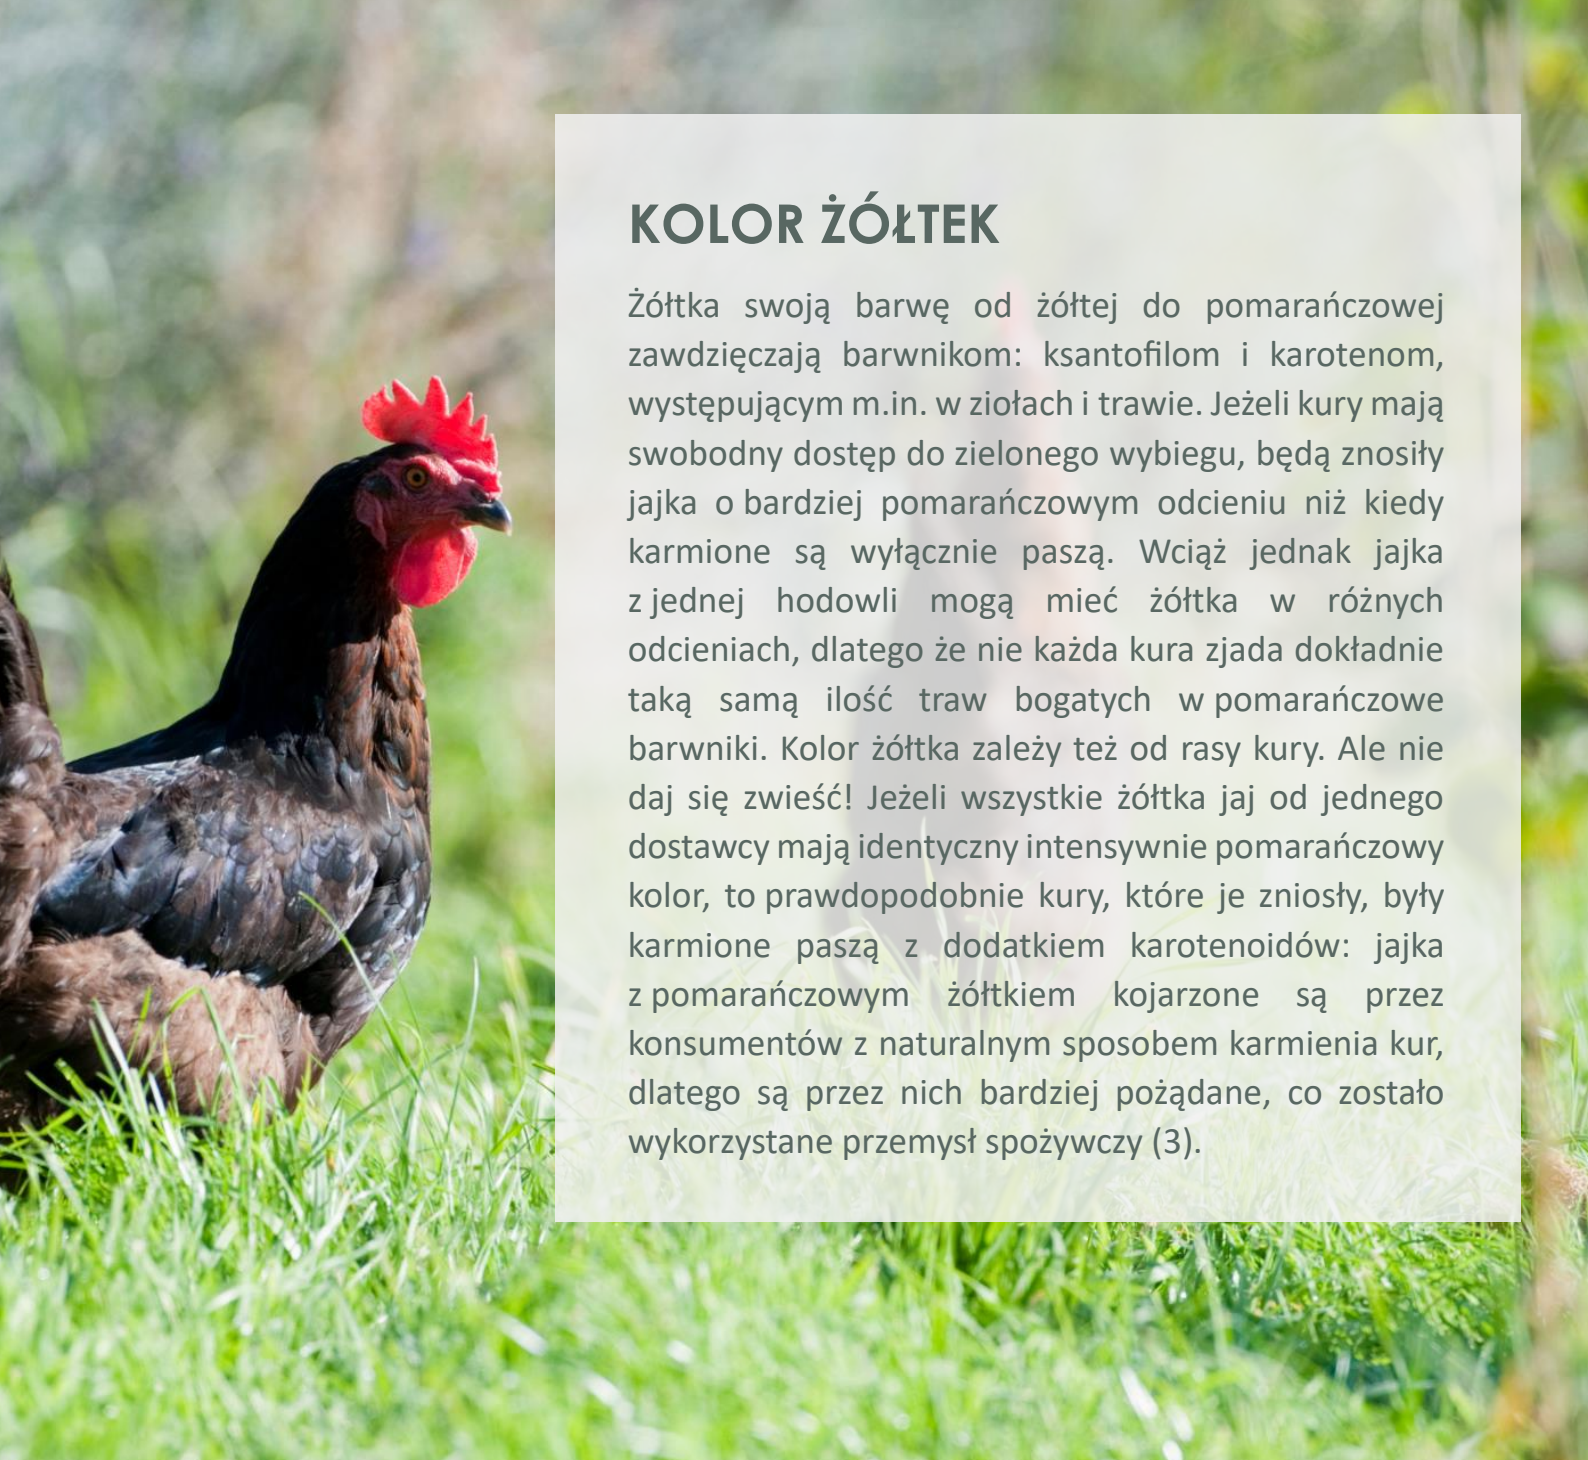 KOLOR ŻÓŁTEK
Żółtka swoją barwę od żółtej do pomarańczowej
zawdzięczają barwnikom: ksantofilom i karotenom,
występującym m.in. w ziołach i trawie. Jeżeli kury mają
swobodny dostęp do zielonego wybiegu, będą znosiły
jajka o bardziej pomarańczowym odcieniu niż kiedy
karmione są wyłącznie paszą. Wciąż jednak jajka
z jednej hodowli mogą mieć żółtka w różnych
odcieniach, dlatego że nie każda kura zjada dokładnie
taką samą ilość traw bogatych w pomarańczowe
barwniki. Kolor żółtka zależy też od rasy kury. Ale nie
daj się zwieść! Jeżeli wszystkie żółtka jaj od jednego
dostawcy mają identyczny intensywnie pomarańczowy
kolor, to prawdopodobnie kury, które je zniosły, były
karmione paszą z dodatkiem karotenoidów: jajka
z pomarańczowym żółtkiem kojarzone są przez
konsumentów z naturalnym sposobem karmienia kur,
dlatego są przez nich bardziej pożądane, co zostało
wykorzystane przemysł spożywczy (3).